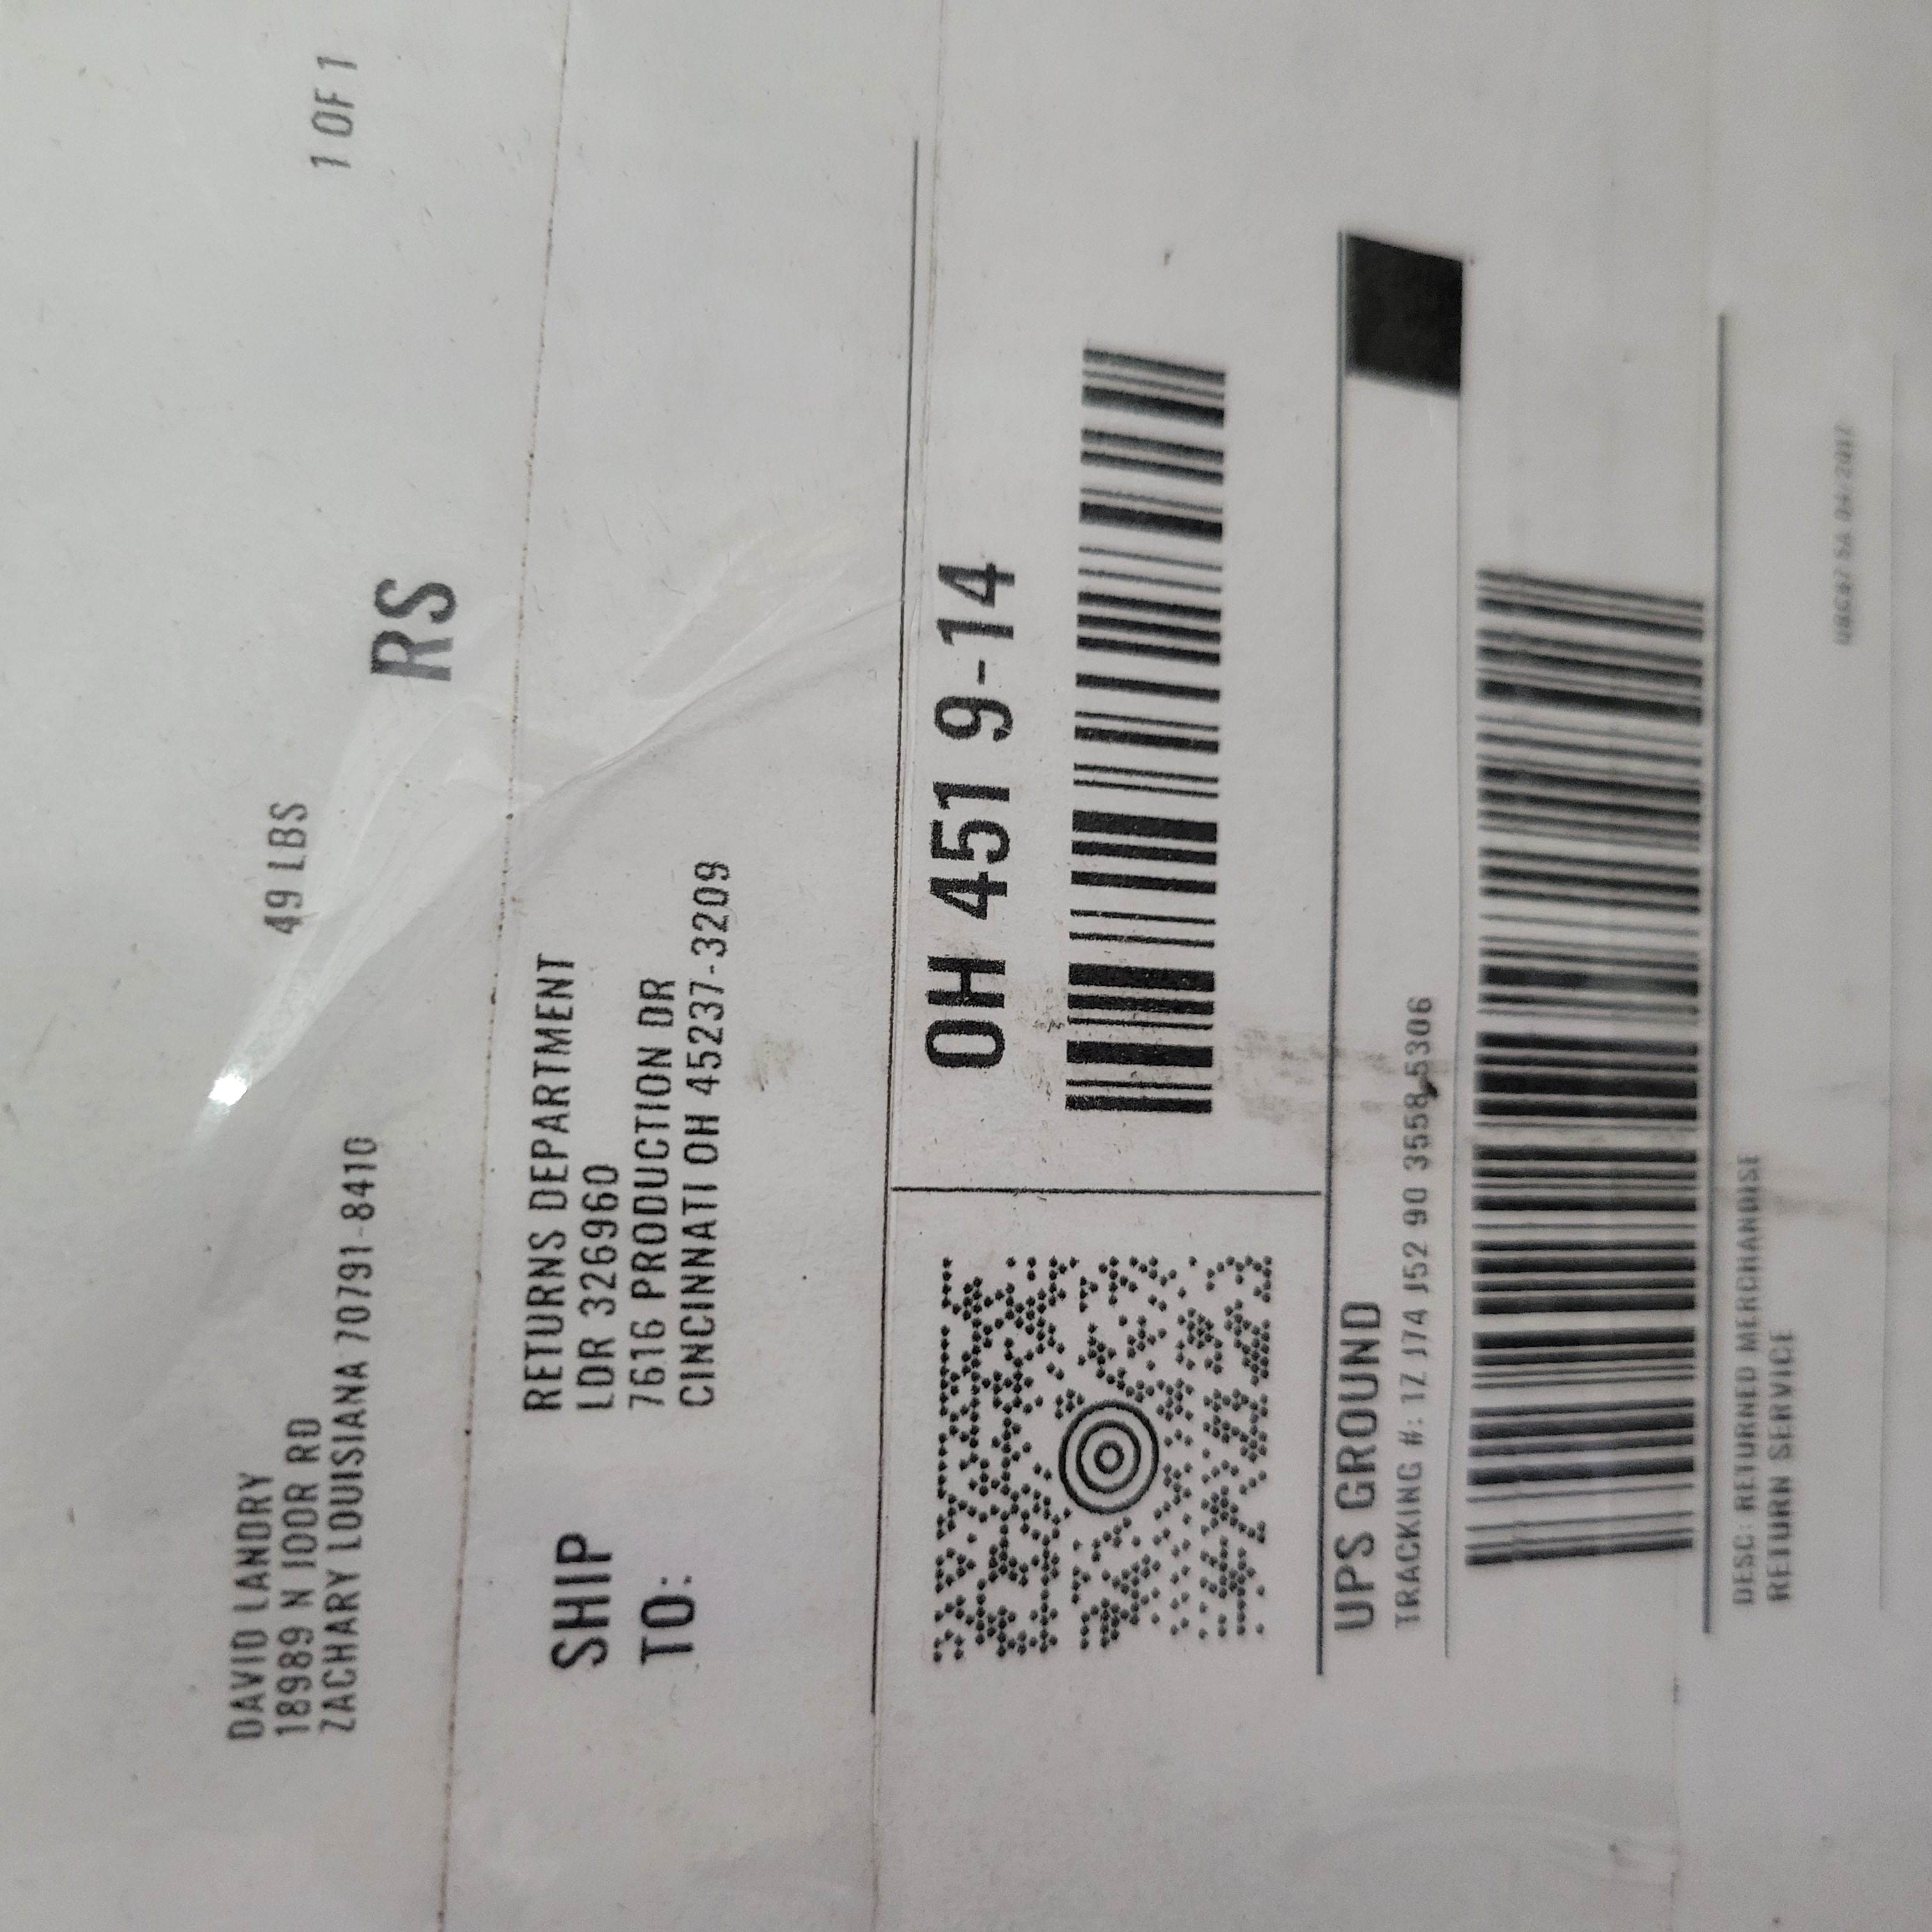 DAVID LANDRY
18989 N IOOR RD
ZACHARY LOUISIANA 70791-8410
49 LBS
1 OF 1
RS
SHIP
TO:
RETURNS DEPARTMENT
LDR 326960
7616 PRODUCTION DR
CINCINNATI OH 45237-3209
OH 451 9-14
UPS GROUND
TRACKING #: 1Z J74 J52 90 3558 5306
DESC: RETURNED MERCHANDISE
RETURN SERVICE